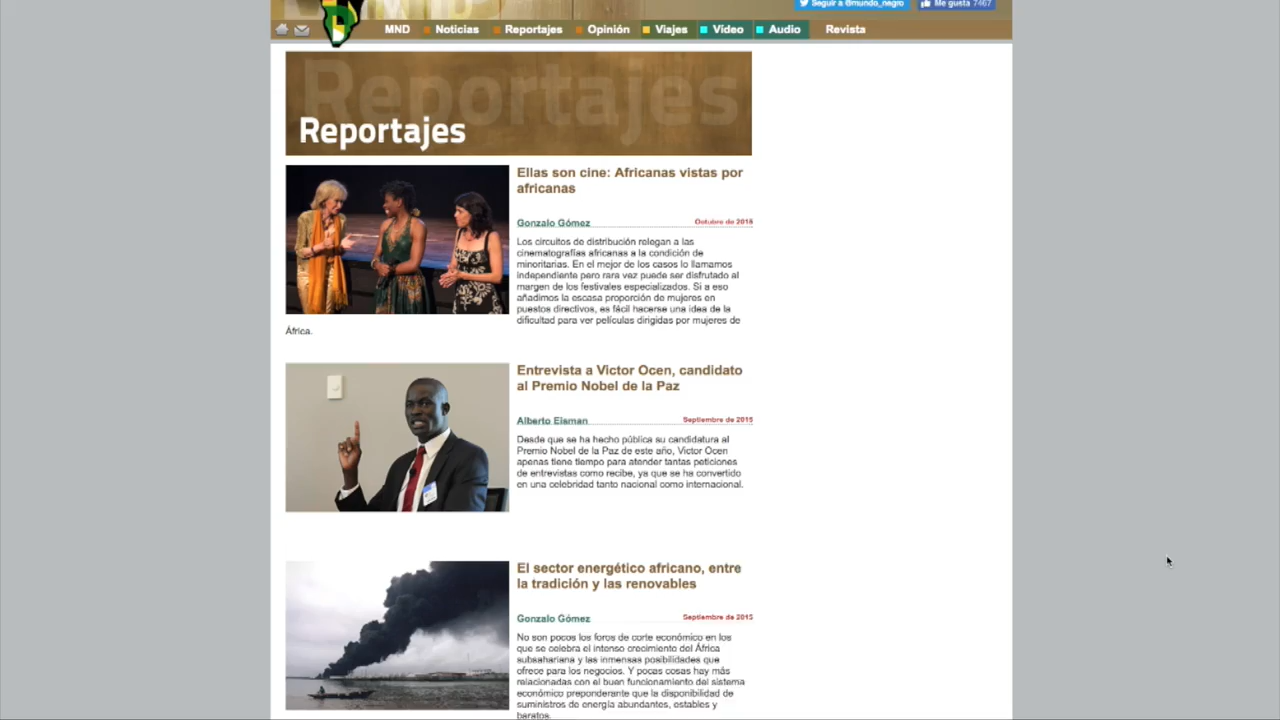 Seguir a @mundo_negro
Me gusta 7467
MND Noticias Reportajes Opinión Viajes Vídeo Audio Revista
Reportajes
Reportajes
Ellas son cine: Africanas vistas por
africanas
Gonzalo Gómez Octubre de 2015
Los circuitos de distribución relegan a las
cinematografías africanas a la condición de
minoritarias. En el mejor de los casos lo llamamos
independiente pero rara vez puede ser disfrutado al
margen de los festivales especializados. Si a eso
añadimos la escasa proporción de mujeres en
puestos directivos, es fácil hacerse una idea de la
dificultad para ver películas dirigidas por mujeres de
África.
Entrevista a Victor Ocen, candidato
al Premio Nobel de la Paz
Alberto Eisman Septiembre de 2015
Desde que se ha hecho pública su candidatura al
Premio Nobel de la Paz de este año, Victor Ocen
apenas tiene tiempo para atender tantas peticiones
de entrevistas como recibe, ya que se ha convertido
en una celebridad tanto nacional como internacional.
El sector energético africano, entre
la tradición y las renovables
Gonzalo Gómez Septiembre de 2015
No son pocos los foros de corte económico en los
que se celebra el intenso crecimiento del África
subsahariana y las inmensas posibilidades que
ofrece para los negocios. Y pocas cosas hay más
relacionadas con el buen funcionamiento del sistema
económico preponderante que la disponibilidad de
suministros de energía abundantes, estables y
baratos.